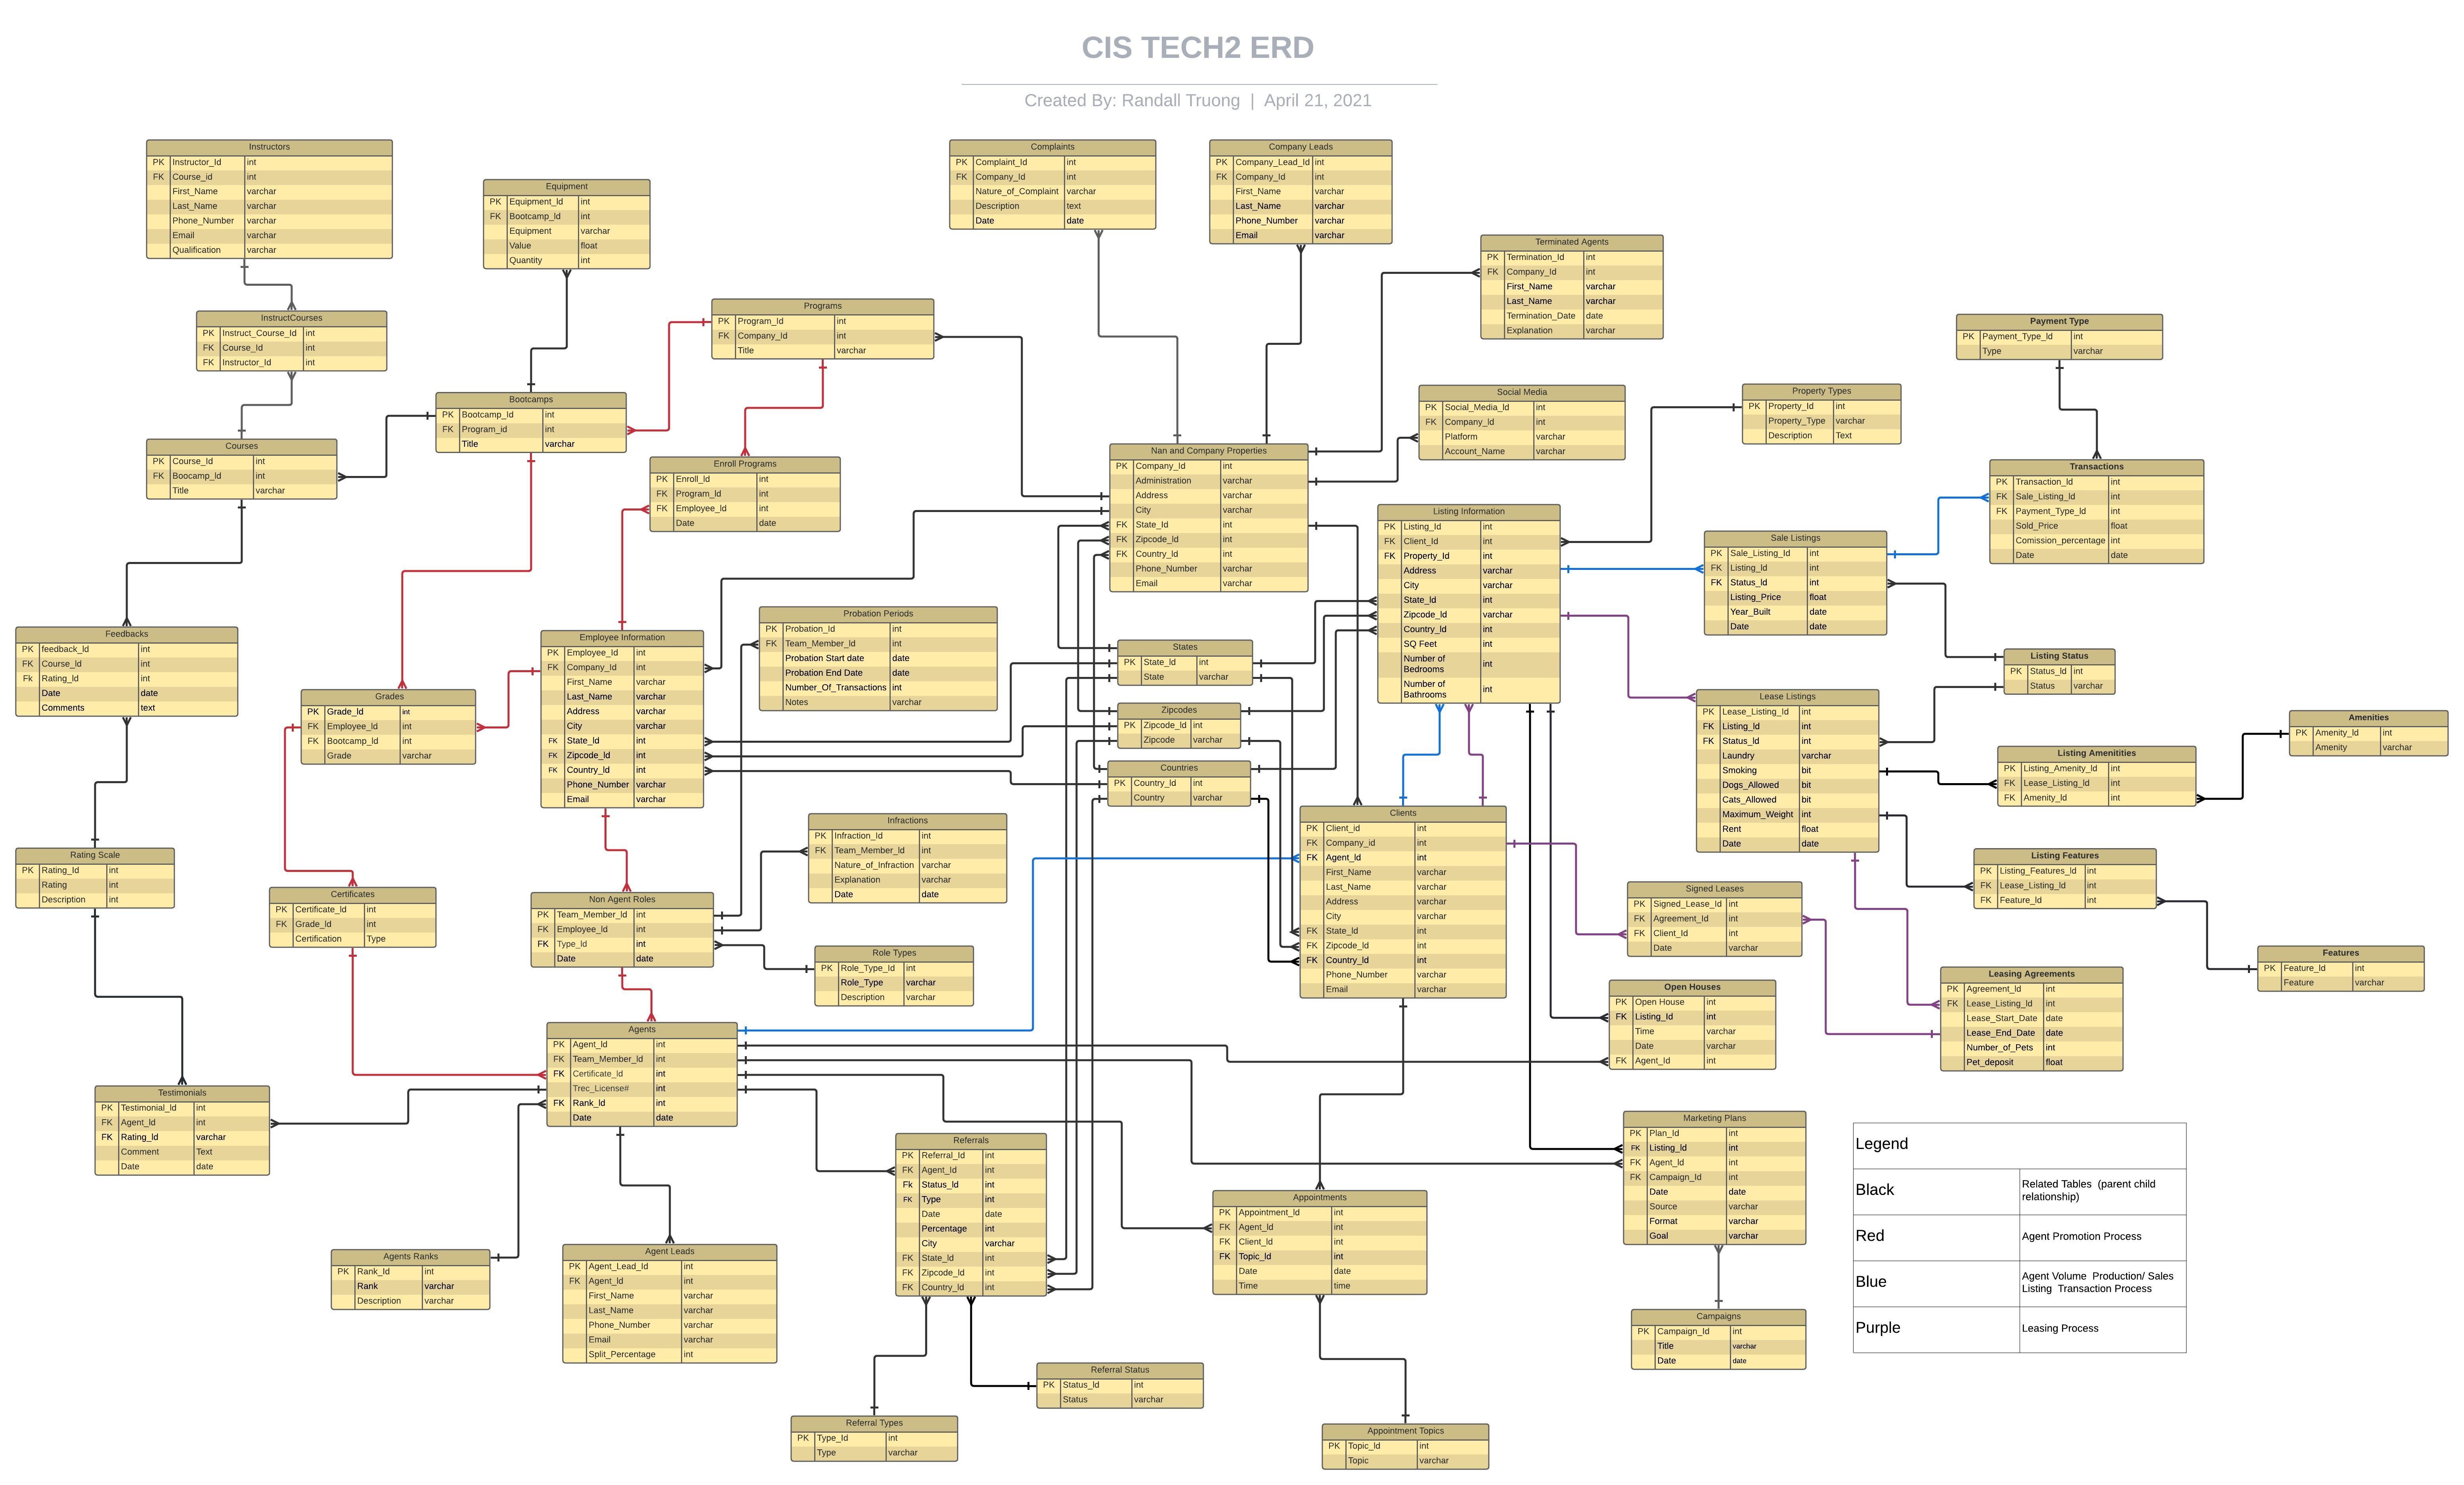 CIS TECH2 ERD
Created By: Randall Truong | April 21, 2021
Instructors
PK Instructor_Id int
FK Course_id int
First_Name varchar
Last_Name varchar
Phone_Number varchar
Email varchar
Qualification varchar
Equipment
PK Equipment_Id int
FK Bootcamp_Id int
Equipment varchar
Value float
Quantity int
Complaints
PK Complaint_Id int
FK Company_Id int
Nature_of_Complaint varchar
Description text
Date date
Company Leads
PK Company_Lead_Id int
FK Company_Id int
First_Name varchar
Last_Name varchar
Phone_Number varchar
Email varchar
Terminated Agents
PK Termination_Id int
FK Company_Id int
First_Name varchar
Last_Name varchar
Termination_Date date
Explanation varchar
InstructCourses
PK Instruct_Course_Id int
FK Course_Id int
FK Instructor_Id int
Programs
PK Program_Id int
FK Company_Id int
Title varchar
Payment Type
PK Payment_Type_Id int
Type varchar
Bootcamps
PK Bootcamp_Id int
FK Program_id int
Title varchar
Social Media
PK Social_Media_Id int
FK Company_Id int
Platform varchar
Account_Name varchar
Property Types
PK Property_Id int
Property_Type varchar
Description Text
Courses
PK Course_Id int
FK Boocamp_Id int
Title varchar
Enroll Programs
PK Enroll_Id int
FK Program_Id int
FK Employee_Id int
Date date
Nan and Company Properties
PK Company_Id int
Administration varchar
Address varchar
City varchar
FK State_Id int
FK Zipcode_Id int
FK Country_Id int
Phone_Number varchar
Email varchar
Transactions
PK Transaction_Id int
FK Sale_Listing_Id int
FK Payment_Type_Id int
Sold_Price float
Comission_percentage int
Date date
Listing Information
PK Listing_Id int
FK Client_Id int
FK Property_Id int
Address varchar
City varchar
FK State_Id int
FK Zipcode_Id varchar
FK Country_Id int
SQ Feet int
Number of
Bedrooms int
Number of
Bathrooms int
Sale Listings
PK Sale_Listing_Id int
FK Listing_Id int
FK Status_Id int
Listing_Price float
Year_Built date
Date date
Feedbacks
PK feedback_Id int
FK Course_Id int
Fk Rating_Id int
Date date
Comments text
Employee Information
PK Employee_Id int
FK Company_Id int
First_Name varchar
Last_Name varchar
Address varchar
City varchar
FK State_Id int
FK Zipcode_Id int
FK Country_Id int
Phone_Number varchar
Email varchar
Probation Periods
PK Probation_Id int
FK Team_Member_Id int
Probation Start date date
Probation End Date date
Number_Of_Transactions int
Notes varchar
States
PK State_Id int
State varchar
Listing Status
PK Status_Id int
Status varchar
Grades
PK Grade_Id int
FK Employee_Id int
FK Bootcamp_Id int
Grade varchar
Zipcodes
PK Zipcode_Id int
Zipcode varchar
Lease Listings
PK Lease_Listing_Id int
FK Listing_Id int
FK Status_Id int
Laundry varchar
Smoking bit
Dogs_Allowed bit
Cats_Allowed bit
Maximum_Weight int
Rent float
Date date
Amenities
PK Amenity_Id int
Amenity varchar
Listing Amenitities
PK Listing_Amenity_Id int
FK Lease_Listing_Id int
FK Amenity_Id int
Countries
PK Country_Id int
Country varchar
Clients
PK Client_id int
FK Company_id int
FK Agent_Id int
First_Name varchar
Last_Name varchar
Address varchar
City varchar
FK State_Id int
FK Zipcode_Id int
FK Country_Id int
Phone_Number varchar
Email varchar
Infractions
PK Infraction_Id int
FK Team_Member_Id int
Nature_of_Infraction varchar
Explanation varchar
Date date
Rating Scale
PK Rating_Id int
Rating int
Description int
Listing Features
PK Listing_Features_Id int
FK Lease_Listing_Id int
FK Feature_Id int
Certificates
PK Certificate_Id int
FK Grade_Id int
Certification Type
Non Agent Roles
PK Team_Member_Id int
FK Employee_Id int
FK Type_Id int
Date date
Signed Leases
PK Signed_Lease_Id int
FK Agreement_Id int
FK Client_Id int
Date varchar
Role Types
PK Role_Type_Id int
Role_Type varchar
Description varchar
Features
PK Feature_Id int
Feature varchar
Leasing Agreements
PK Agreement_Id int
FK Lease_Listing_Id int
Lease_Start_Date date
Lease_End_Date date
Number_of_Pets int
Pet_deposit float
Open Houses
PK Open House int
FK Listing_Id int
Time varchar
Date varchar
FK Agent_Id int
Agents
PK Agent_Id int
FK Team_Member_Id int
FK Certificate_Id int
Trec_License# int
FK Rank_Id int
Date date
Testimonials
PK Testimonial_Id int
FK Agent_Id int
FK Rating_Id varchar
Comment Text
Date date
Marketing Plans
PK Plan_Id int
FK Listing_Id int
FK Agent_Id int
FK Campaign_Id int
Date date
Source varchar
Format varchar
Goal varchar
Legend
Black Related Tables (parent child
relationship)
Red Agent Promotion Process
Blue Agent Volume Production/ Sales
Listing Transaction Process
Purple Leasing Process
Referrals
PK Referral_Id int
FK Agent_Id int
Fk Status_Id int
FK Type int
Date date
Percentage int
City varchar
FK State_Id int
FK Zipcode_Id int
FK Country_Id int
Appointments
PK Appointment_Id int
FK Agent_Id int
FK Client_Id int
FK Topic_Id int
Date date
Time time
Agents Ranks
PK Rank_Id int
Rank varchar
Description varchar
Agent Leads
PK Agent_Lead_Id int
FK Agent_Id int
First_Name varchar
Last_Name varchar
Phone_Number varchar
Email varchar
Split_Percentage int
Campaigns
PK Campaign_Id int
Title varchar
Date date
Referral Status
PK Status_Id int
Status varchar
Referral Types
PK Type_Id int
Type varchar
Appointment Topics
PK Topic_Id int
Topic varchar